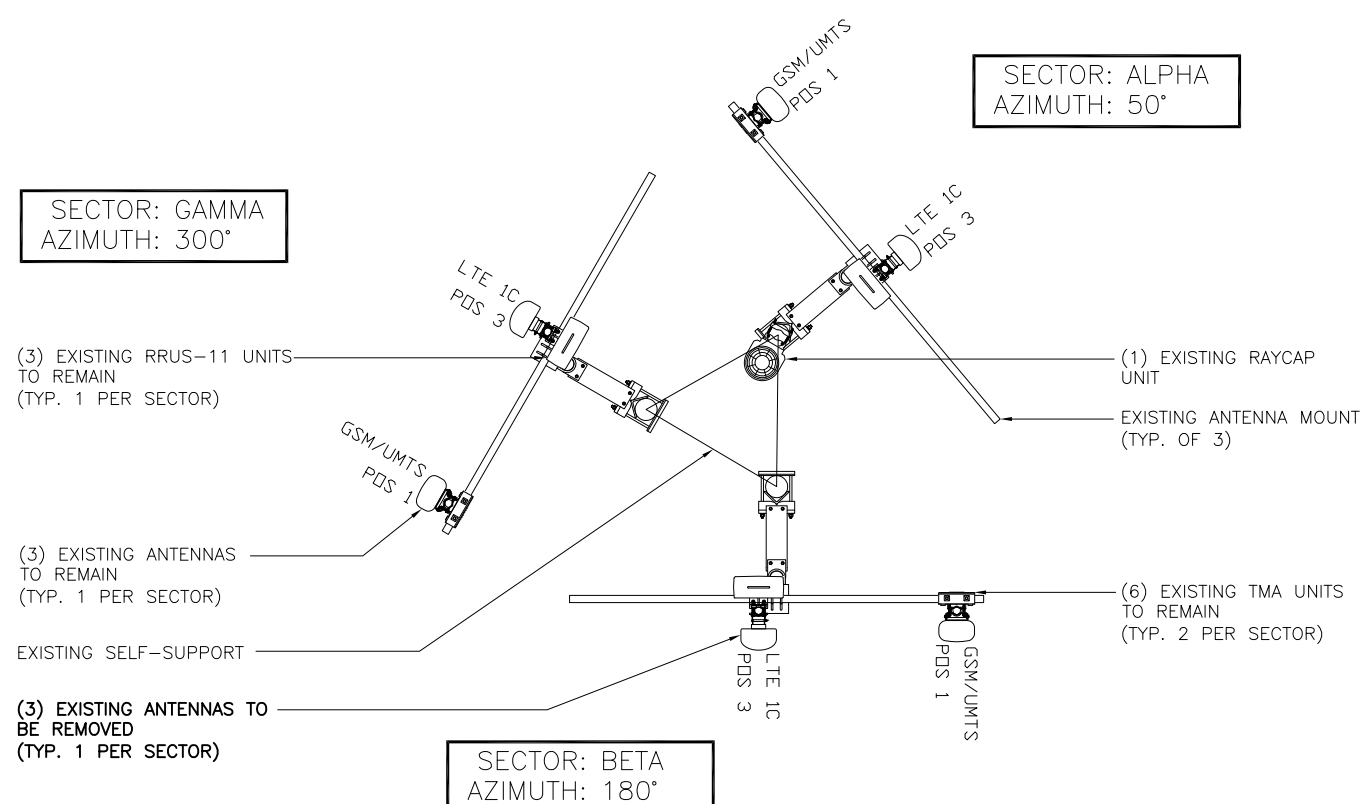 GSM/UMTS
POS 1
SECTOR: ALPHA
AZIMUTH: 50°
LTE 1C
POS 3
SECTOR: GAMMA
AZIMUTH: 300°
LTE 1C
POS 3
(3) EXISTING RRUS-11 UNITS
TO REMAIN
(TYP. 1 PER SECTOR)
(1) EXISTING RAYCAP
UNIT
EXISTING ANTENNA MOUNT
(TYP. OF 3)
GSM/UMTS
POS 1
(3) EXISTING ANTENNAS
TO REMAIN
(TYP. 1 PER SECTOR)
(6) EXISTING TMA UNITS
TO REMAIN
(TYP. 2 PER SECTOR)
EXISTING SELF-SUPPORT
LTE 1C
POS 3
GSM/UMTS
POS 1
(3) EXISTING ANTENNAS TO
BE REMOVED
(TYP. 1 PER SECTOR)
SECTOR: BETA
AZIMUTH: 180°